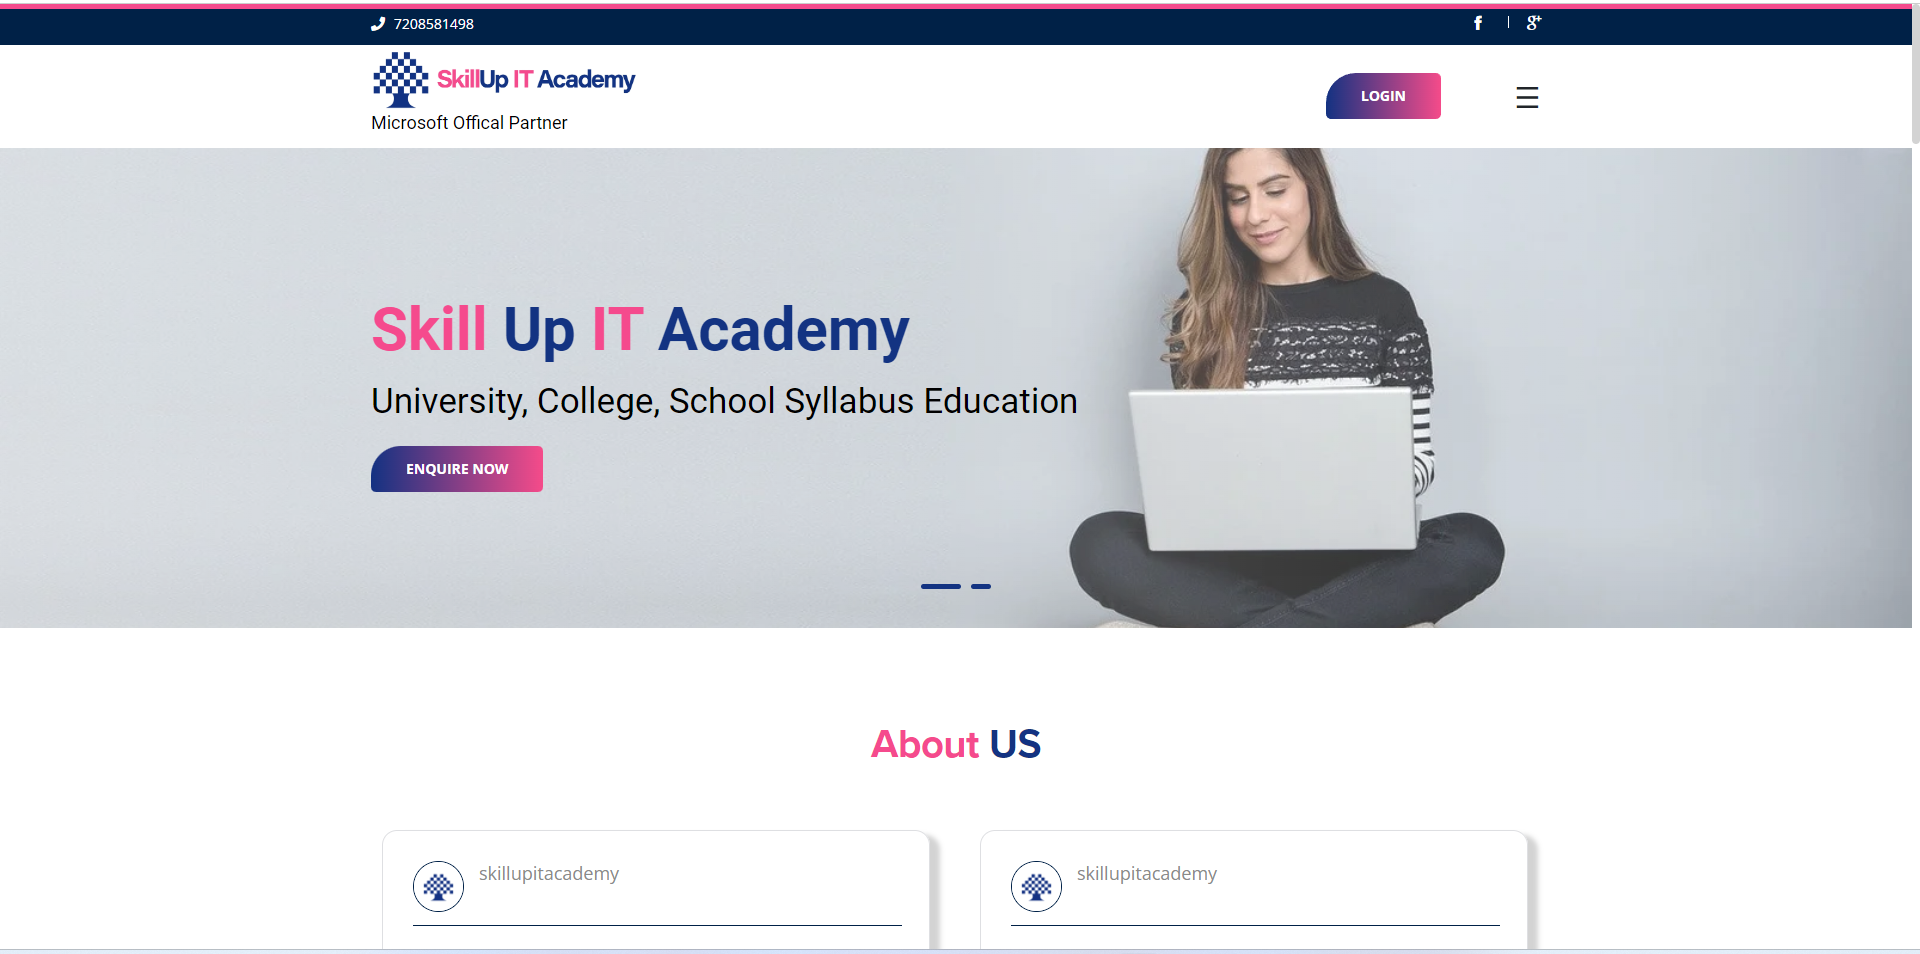 7208581498
SkillUp IT Academy
Microsoft Offical Partner
LOGIN
Skill Up IT Academy
University, College, School Syllabus Education
ENQUIRE NOW
About US
skillupitacademy
skillupitacademy